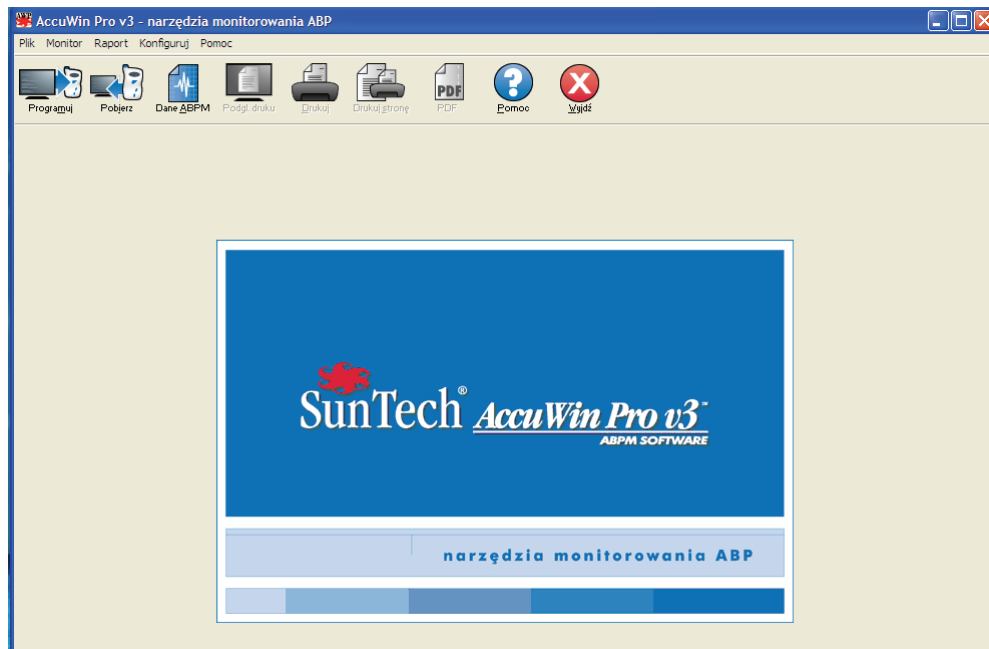 AccuWin Pro v3 - narzędzia monitorowania ABP
Plik Monitor Raport Konfiguruj Pomoc
Programuj Pobierz Dane ABPM Podgl. druku Drukuj Drukuj stronę PDF Pomoc Wyjdź
PDF
SunTech® AccuWin Pro v3™
ABPM SOFTWARE
narzędzia monitorowania ABP